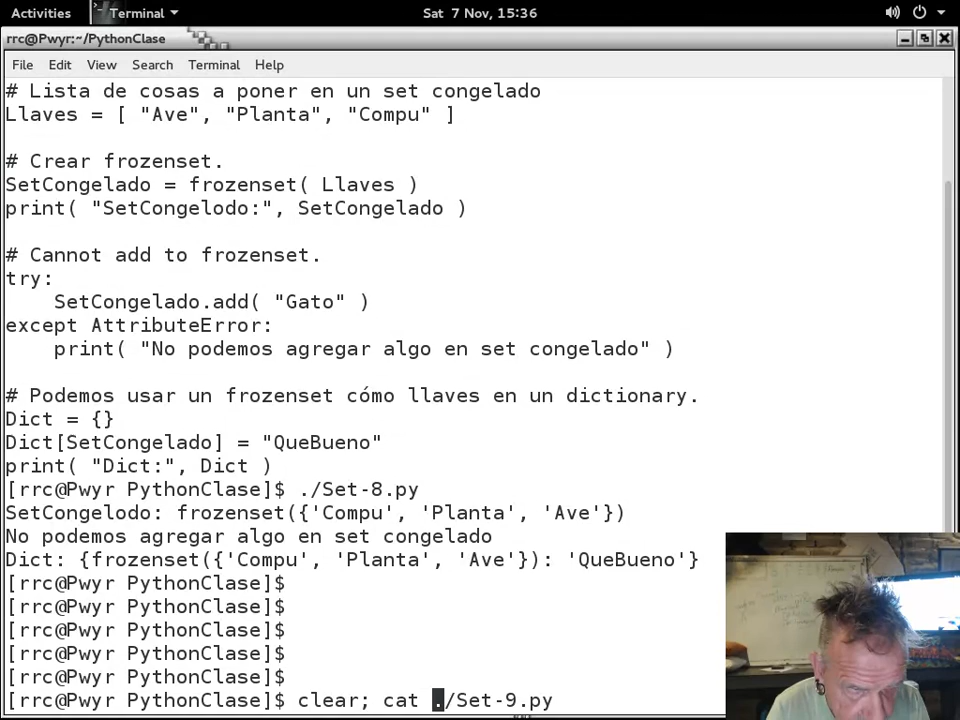 Activities Terminal Sat 7 Nov, 15:36
rrc@Pwyr:~/PythonClase
File Edit View Search Terminal Help
# Lista de cosas a poner en un set congelado
Llaves = [ "Ave", "Planta", "Compu" ]
# Crear frozenset.
SetCongelado = frozenset( Llaves )
print( "SetCongelodo:", SetCongelado )
# Cannot add to frozenset.
try:
    SetCongelado.add( "Gato" )
except AttributeError:
    print( "No podemos agregar algo en set congelado" )
# Podemos usar un frozenset cómo llaves en un dictionary.
Dict = {}
Dict[SetCongelado] = "QueBueno"
print( "Dict:", Dict )
[rrc@Pwyr PythonClase]$ ./Set-8.py
SetCongelodo: frozenset({'Compu', 'Planta', 'Ave'})
No podemos agregar algo en set congelado
Dict: {frozenset({'Compu', 'Planta', 'Ave'}): 'QueBueno'}
[rrc@Pwyr PythonClase]$
[rrc@Pwyr PythonClase]$
[rrc@Pwyr PythonClase]$
[rrc@Pwyr PythonClase]$
[rrc@Pwyr PythonClase]$
[rrc@Pwyr PythonClase]$ clear; cat ./Set-9.py